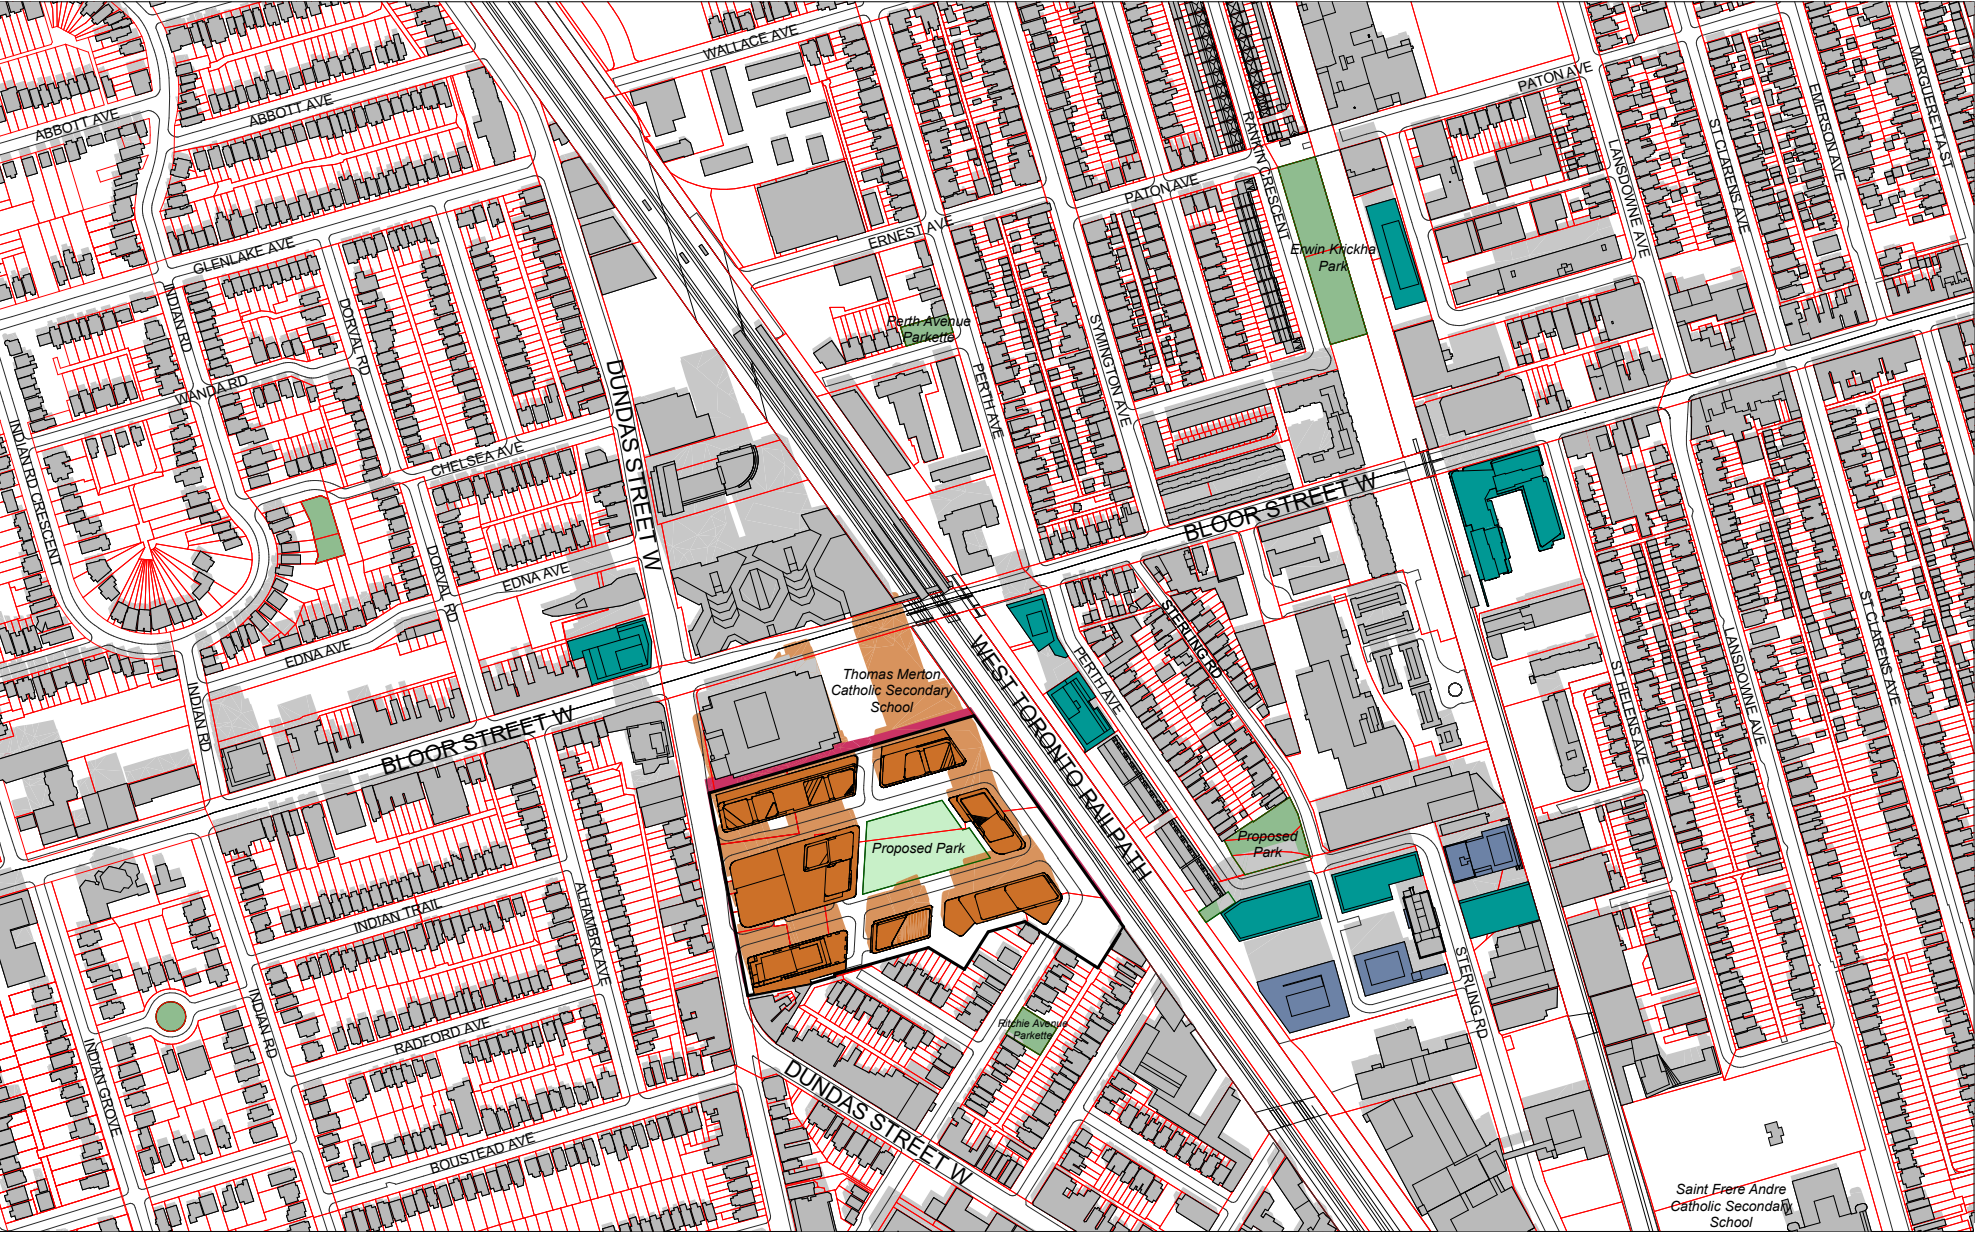 WALLACE AVE
ABBOTT AVE
ABBOTT AVE
PATON AVE
MARGUERETTA ST
EMERSON AVE
ST CLARENS AVE
LANSDOWNE AVE
RANKIN CRESCENT
PATON AVE
ERNEST AVE
GLENLAKE AVE
Erwin Krickha
Park
INDIAN RD
DORVAL RD
Perth Avenue
Parkette
SYMINGTON AVE
PERTH AVE
WANDA RD
DUNDAS STREET W
INDIAN RD CRESCENT
CHELSEA AVE
BLOOR STREET W
DORVAL RD
EDNA AVE
EDNA AVE
STERLING RD
PERTH AVE
WEST TORONTO RAILPATH
Thomas Merton
Catholic Secondary
School
ST HELENS AVE
LANSDOWNE AVE
ST CLARENS AVE
INDIAN RD
BLOOR STREET W
Proposed
Park
Proposed Park
INDIAN TRAIL
ALHAMBRA AVE
STERLING RD
INDIAN RD
RADFORD AVE
Ritchie Avenue
Parkette
INDIAN GROVE
DUNDAS STREET W
BOUSTEAD AVE
Saint Frere Andre
Catholic Secondary
School